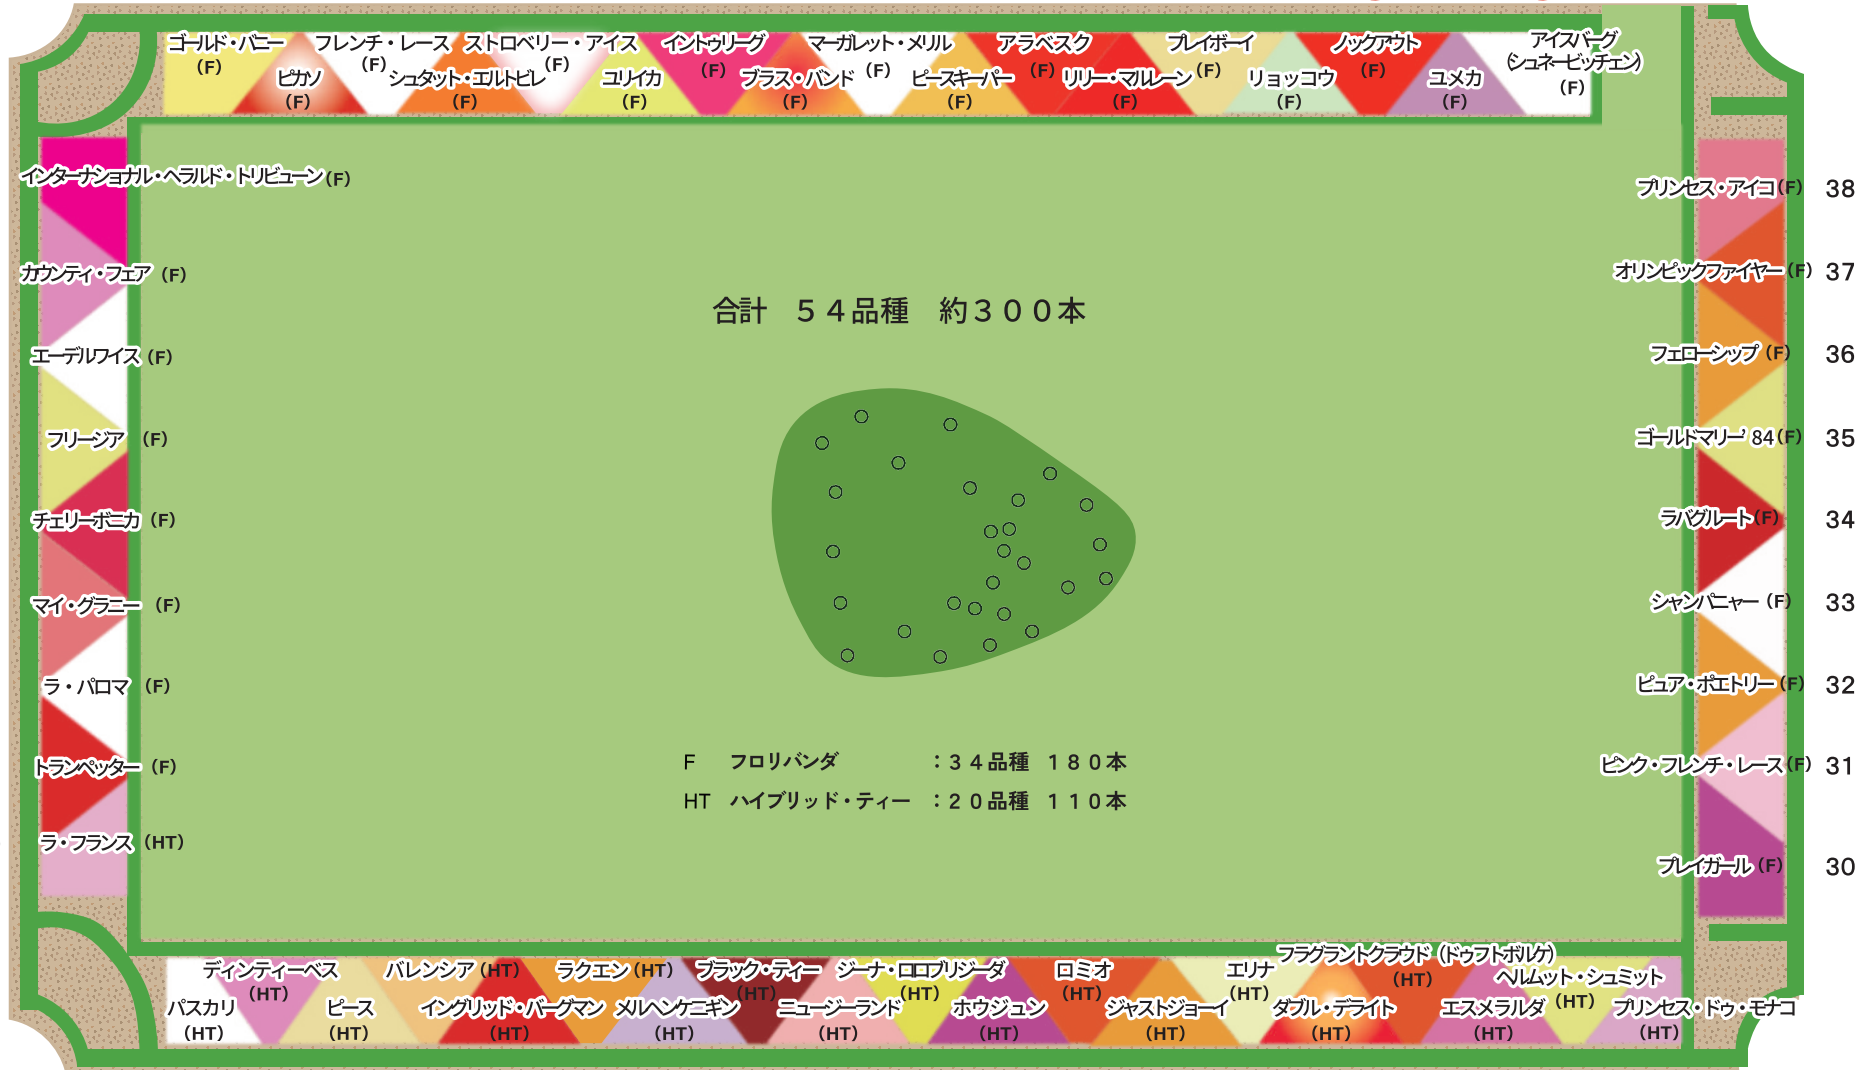 ゴールド・バニー
(F)
ピカソ
(F)
フレンチ・レース
(F)
シュタット・エルトビレ
(F)
ストロベリー・アイス
(F)
ユリイカ
(F)
イントゥリーグ
(F)
ブラス・バンド
(F)
マーガレット・メリル
(F)
ピースキーパー
(F)
アラベスク
(F)
リリー・マルレーン
(F)
プレイボーイ
(F)
リョッコウ
(F)
ノックアウト
(F)
ユメカ
(F)
アイスバーグ
(シュネービッチェン)
(F)
インターナショナル・ヘラルド・トリビューン(F)
カウンティ・フェア (F)
エーデルワイス (F)
フリージア (F)
チェリーボニカ (F)
マイ・グラニー (F)
ラ・パロマ (F)
トランペッター (F)
ラ・フランス (HT)
合計 54品種 約300本
F フロリバンダ :34品種 180本
HT ハイブリッド・ティー :20品種 110本
プリンセス・アイコ(F) 38
オリンピックファイヤー(F) 37
フェローシップ (F) 36
ゴールドマリー’84(F) 35
ラバグルート(F) 34
シャンパニャー (F) 33
ピュア・ポエトリー(F) 32
ピンク・フレンチ・レース(F) 31
プレイガール (F) 30
パスカリ
(HT)
ディンティーベス
(HT)
ピース
(HT)
バレンシア(HT)
イングリッド・バーグマン
(HT)
ラクエン(HT)
メルヘンケニギン
(HT)
ブラック・ティー
(HT)
ニュージーランド
(HT)
ジーナ・ロロブリジーダ
(HT)
ホウジュン
(HT)
ロミオ
(HT)
ジャストジョーイ
(HT)
エリナ
(HT)
ダブル・デライト
(HT)
フラグラントクラウド(ドゥフトボルケ)
(HT)
エスメラルダ
(HT)
ヘルムット・シュミット
(HT)
プリンセス・ドゥ・モナコ
(HT)